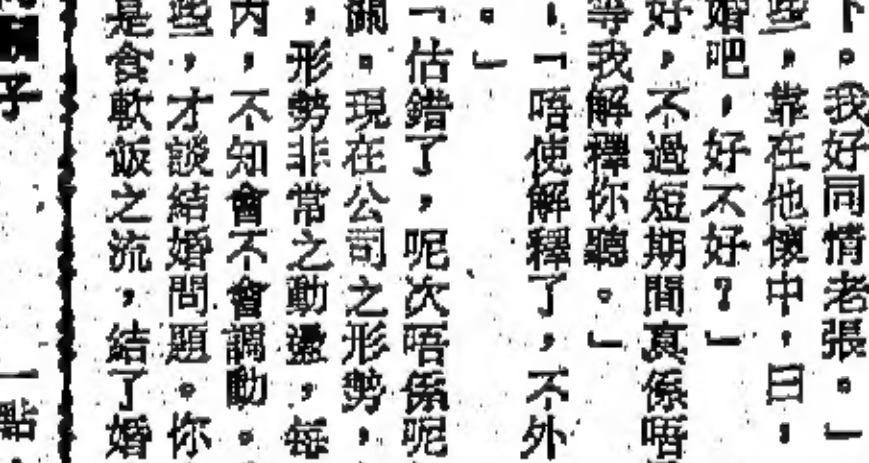 下。我好同情老張。」
些，靠在他懷中，曰：
婚吧，好不好？」
好，不過短期間真係唔
等我解釋你聽。」
「唔使解釋了，不外
。」
「估錯了，呢次唔係呢
關。現在公司之形勢，
，形勢非常之動盪，每
內，不知會不會調動。
些，才談結婚問題。你
是食軟飯之流，結了婚
子
一點